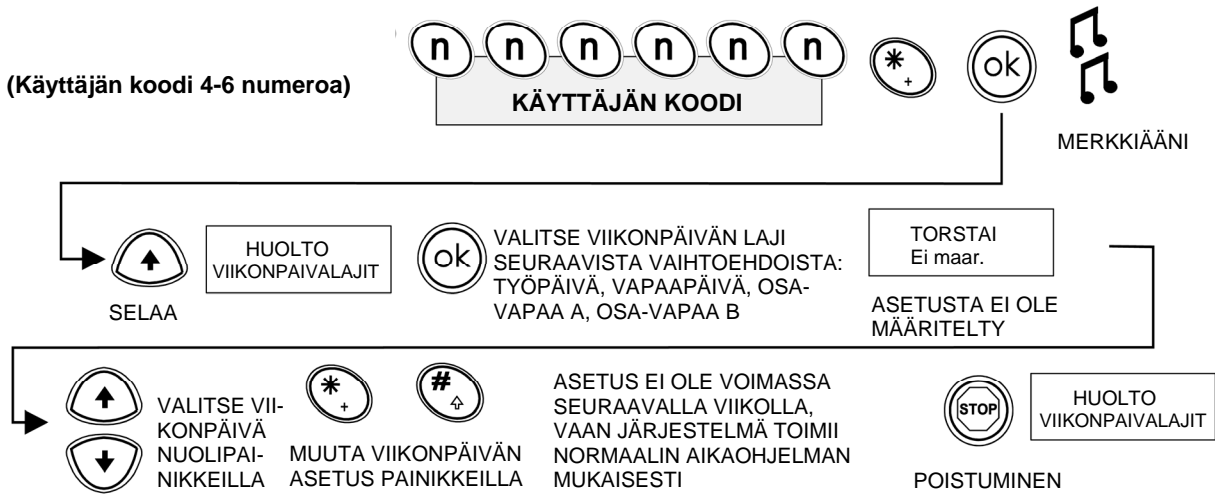 (Käyttäjän koodi 4-6 numeroa)
n n n n n n
KÄYTTÄJÄN KOODI
* +
ok
MERKKIÄÄNI
SELAA
HUOLTO
VIIKONPAIVALAJIT
ok
VALITSE VIIKONPÄIVÄN LAJI
SEURAAVISTA VAIHTOEHDOISTA:
TYÖPÄIVÄ, VAPAAPÄIVÄ, OSA-
VAPAA A, OSA-VAPAA B
TORSTAI
Ei maar.
ASETUSTA EI OLE
MÄÄRITELTY
VALITSE VII-
KONPÄIVÄ
NUOLIPAI-
NIKKEILLA
* +
#
MUUTA VIIKONPÄIVÄN
ASETUS PAINIKKEILLA
ASETUS EI OLE VOIMASSA
SEURAAVALLA VIIKOLLA,
VAAN JÄRJESTELMÄ TOIMII
NORMAALIN AIKAOHJELMAN
MUKAISESTI
STOP
POISTUMINEN
HUOLTO
VIIKONPAIVALAJIT